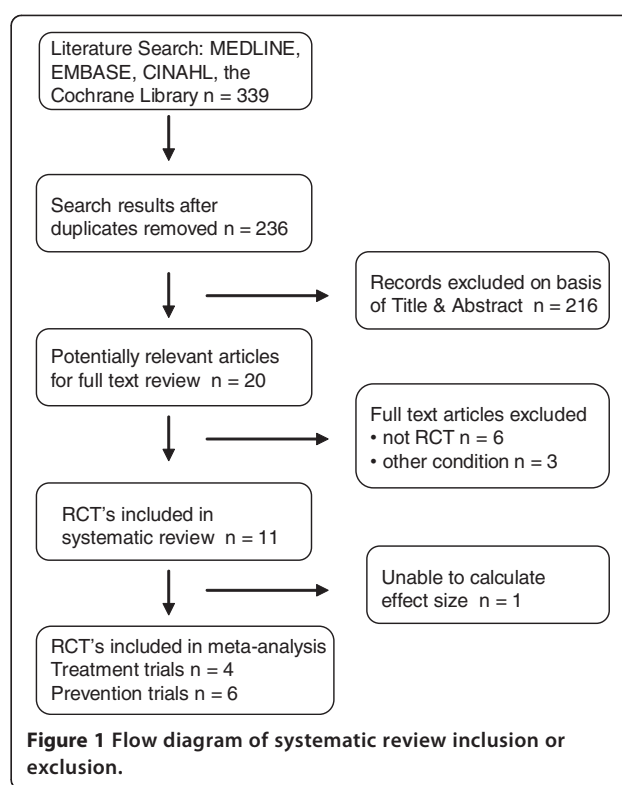 Literature Search: MEDLINE,
EMBASE, CINAHL, the
Cochrane Library n = 339
Search results after
duplicates removed n = 236
Records excluded on basis
of Title & Abstract n = 216
Potentially relevant articles
for full text review n = 20
Full text articles excluded
• not RCT n = 6
• other condition n = 3
RCT's included in
systematic review n = 11
Unable to calculate
effect size n = 1
RCT's included in meta-analysis
Treatment trials n = 4
Prevention trials n = 6
Figure 1 Flow diagram of systematic review inclusion or
exclusion.